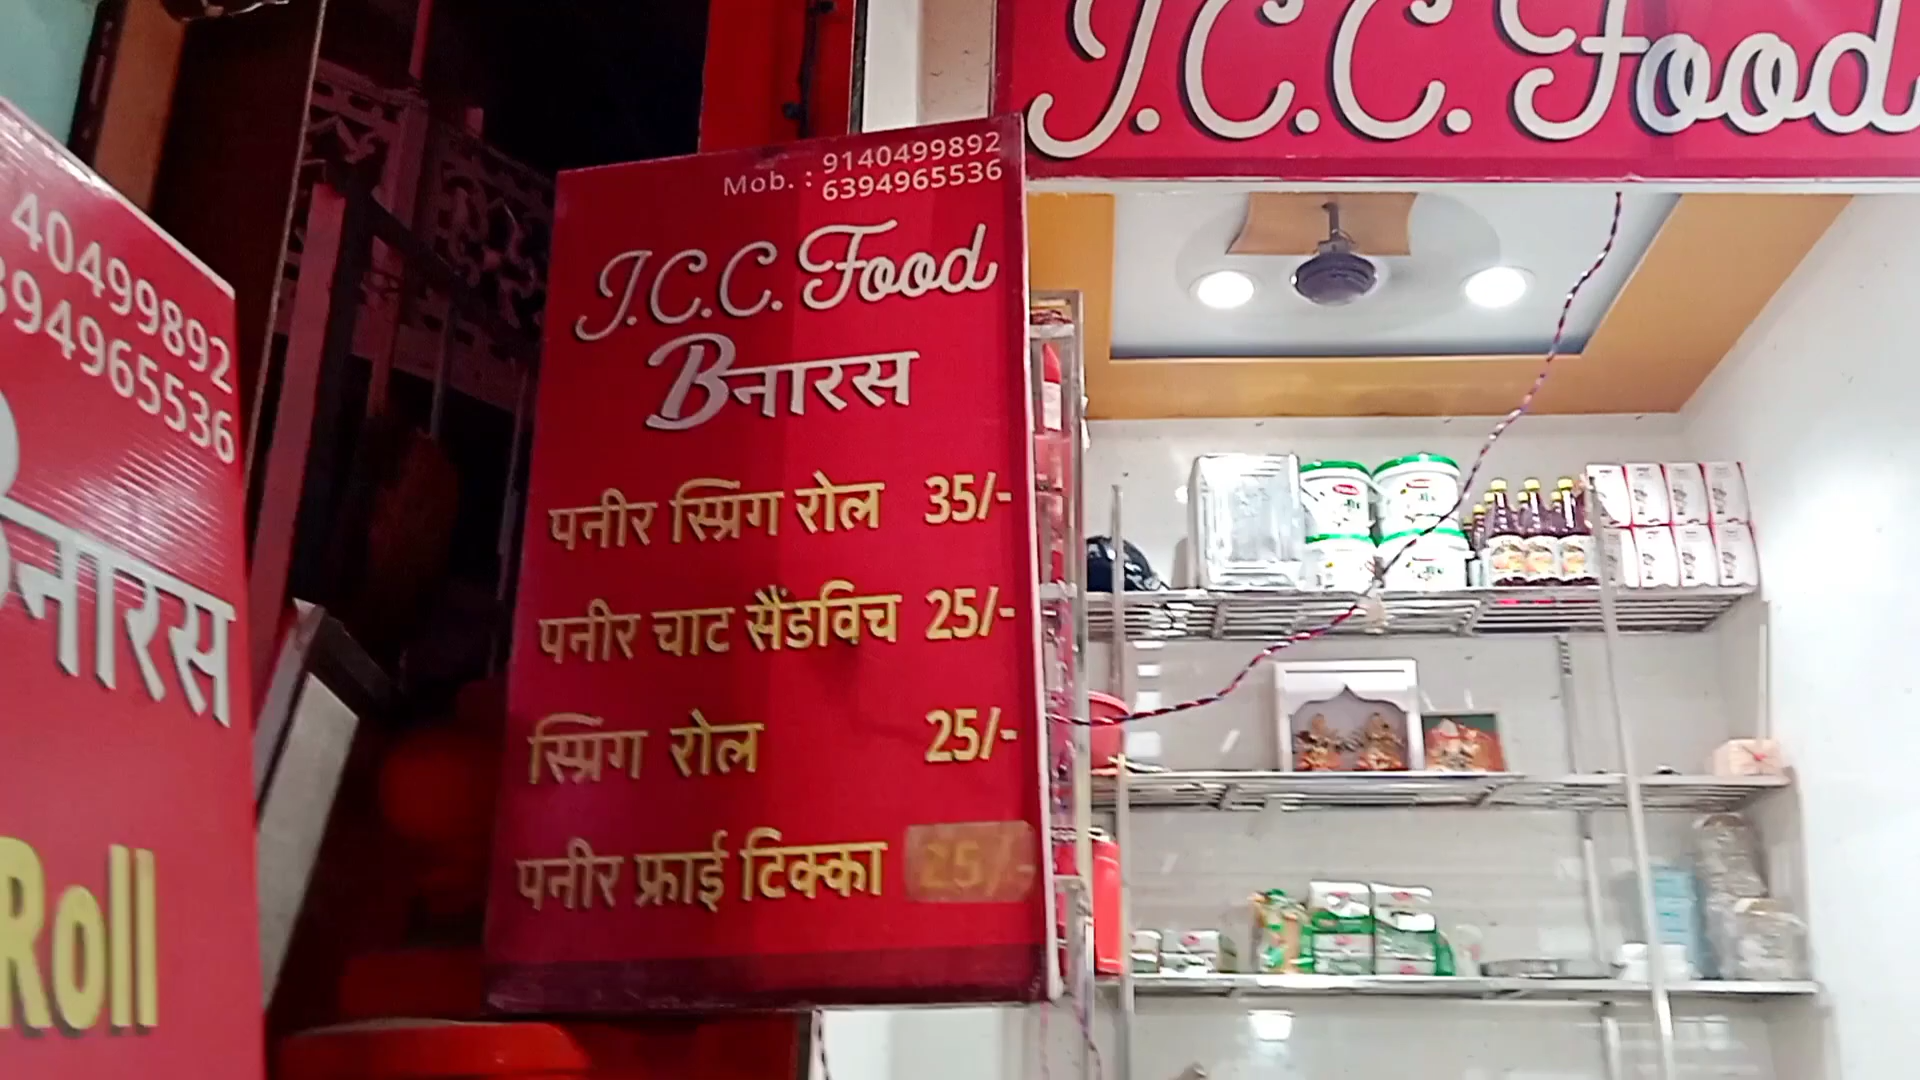 J.C.C. Food
Mob. : 9140499892
6394965536
J.C.C. Food
Bनारस
पनीर स्प्रिंग रोल 35/-
पनीर चाट सैंडविच 25/-
स्प्रिंग रोल 25/-
पनीर फ्राई टिक्का 25/-
40499892
394965536
Bनारस
Roll